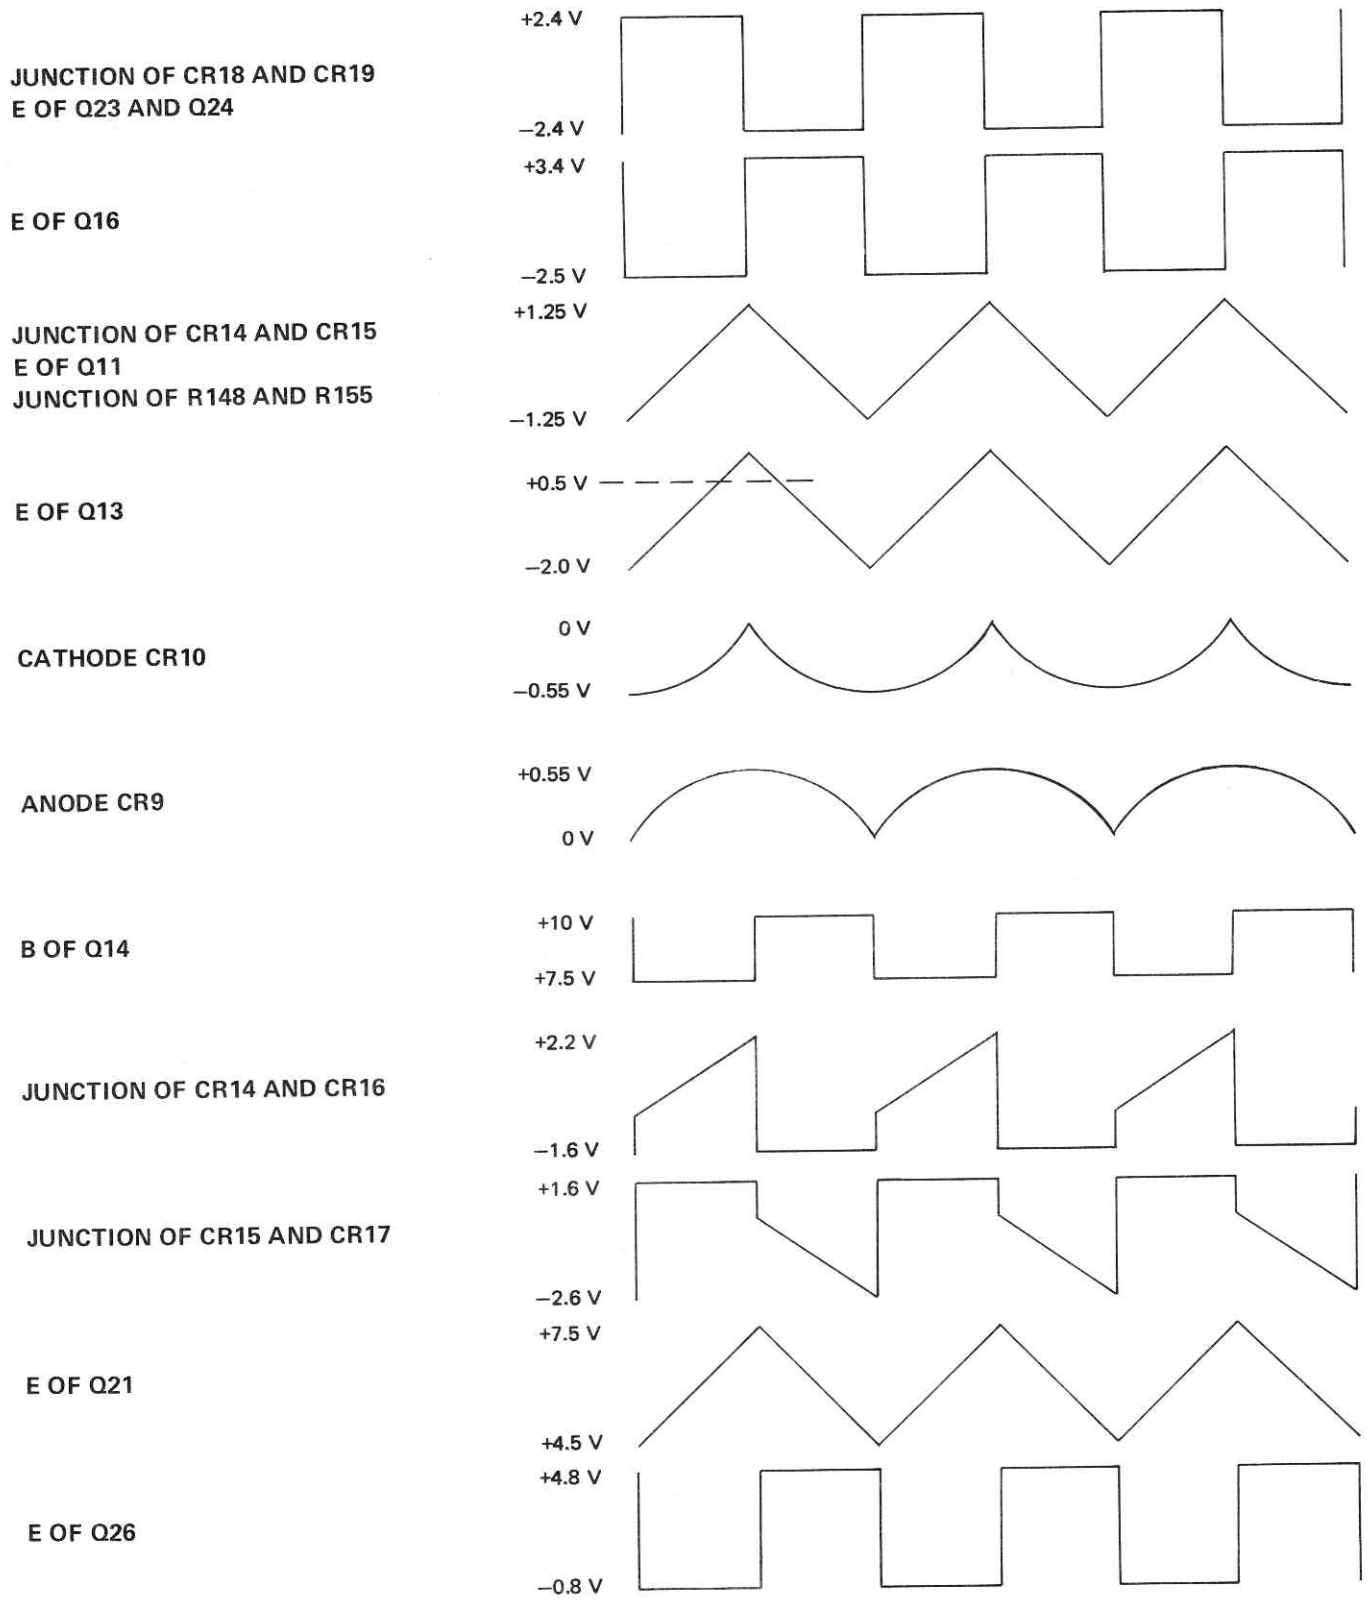 +2.4 V
JUNCTION OF CR18 AND CR19
E OF Q23 AND Q24
−2.4 V
+3.4 V
E OF Q16
−2.5 V
+1.25 V
JUNCTION OF CR14 AND CR15
E OF Q11
JUNCTION OF R148 AND R155
−1.25 V
+0.5 V
E OF Q13
−2.0 V
0 V
CATHODE CR10
−0.55 V
+0.55 V
ANODE CR9
0 V
+10 V
B OF Q14
+7.5 V
+2.2 V
JUNCTION OF CR14 AND CR16
−1.6 V
+1.6 V
JUNCTION OF CR15 AND CR17
−2.6 V
+7.5 V
E OF Q21
+4.5 V
+4.8 V
E OF Q26
−0.8 V